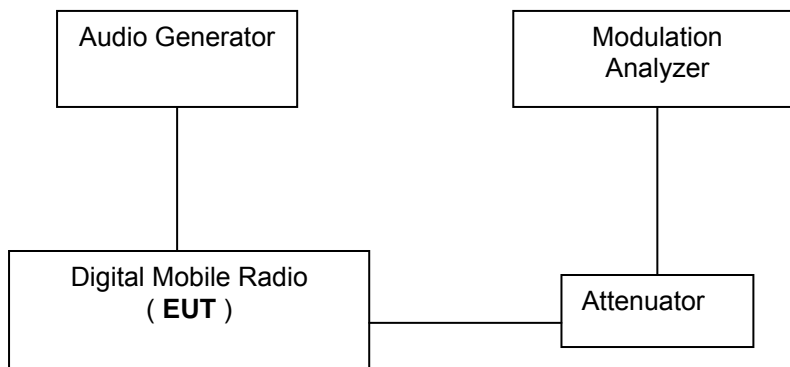 Audio Generator
Modulation
Analyzer
Digital Mobile Radio
( EUT )
Attenuator